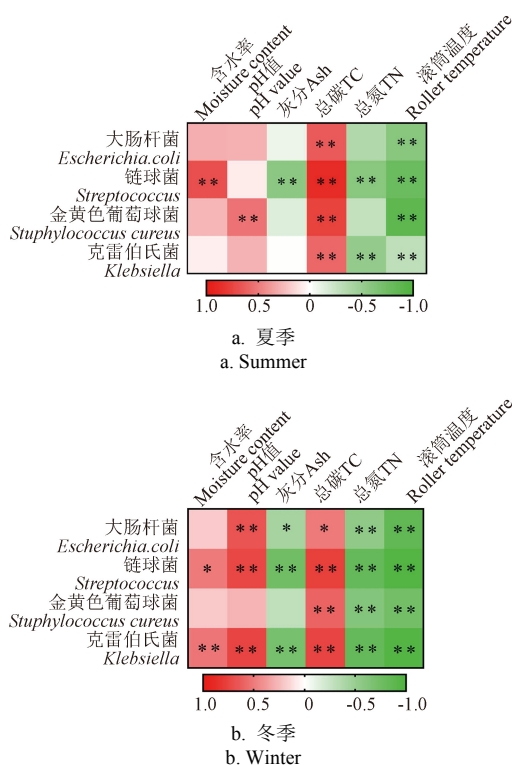 含水率
Moisture content
pH值
pH value
灰分Ash
总碳TC
总氮TN
滚筒温度
Roller temperature
大肠杆菌
Escherichia.coli
**
**
链球菌
Streptococcus
**
**
**
**
**
金黄色葡萄球菌
Stuphylococcus cureus
**
**
**
克雷伯氏菌
Klebsiella
**
**
**
1.0 0.5 0 -0.5 -1.0
a. 夏季
a. Summer
含水率
Moisture content
pH值
pH value
灰分Ash
总碳TC
总氮TN
滚筒温度
Roller temperature
大肠杆菌
Escherichia.coli
**
*
*
**
**
链球菌
Streptococcus
*
**
**
**
**
**
金黄色葡萄球菌
Stuphylococcus cureus
**
**
**
克雷伯氏菌
Klebsiella
**
**
**
**
**
**
1.0 0.5 0 -0.5 -1.0
b. 冬季
b. Winter